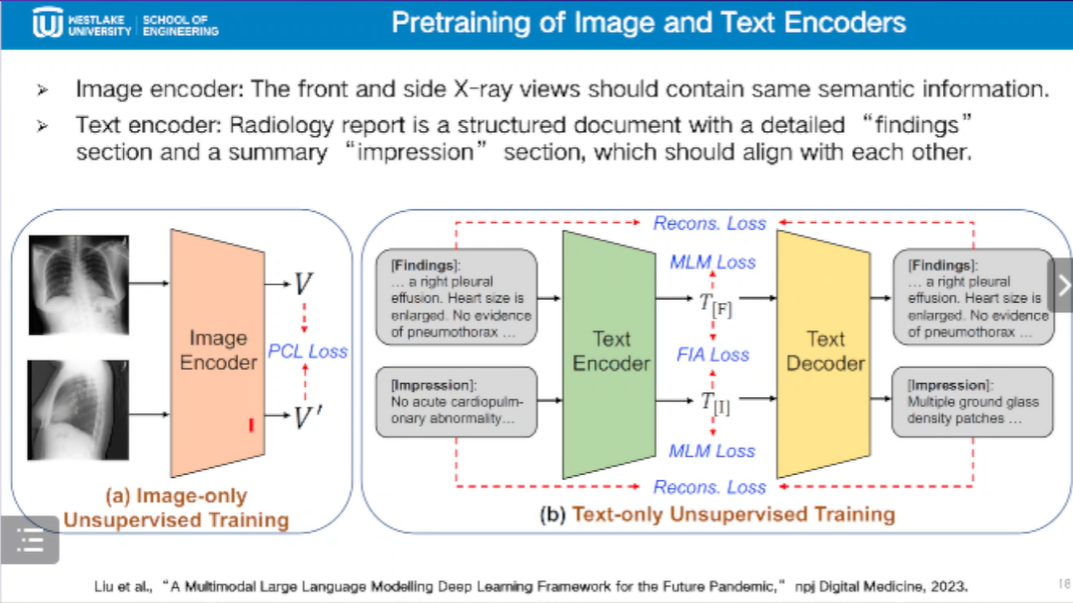 WESTLAKE UNIVERSITY
SCHOOL OF ENGINEERING
Pretraining of Image and Text Encoders
Image encoder: The front and side X-ray views should contain same semantic information.
Text encoder: Radiology report is a structured document with a detailed “findings”
section and a summary “impression” section, which should align with each other.
Image
Encoder
V
PCL Loss
V'
(a) Image-only
Unsupervised Training
Recons. Loss
[Findings]:
... a right pleural
effusion. Heart size is
enlarged. No evidence
of pneumothorax ...
[Impression]:
No acute cardiopulm-
onary abnormality...
Text
Encoder
MLM Loss
T[F]
FIA Loss
T[I]
MLM Loss
Text
Decoder
[Findings]:
... a right pleural
effusion. Heart size is
enlarged. No evidence
of pneumothorax ...
[Impression]:
Multiple ground glass
density patches ...
Recons. Loss
(b) Text-only Unsupervised Training
Liu et al., “A Multimodal Large Language Modelling Deep Learning Framework for the Future Pandemic,” npj Digital Medicine, 2023.
18